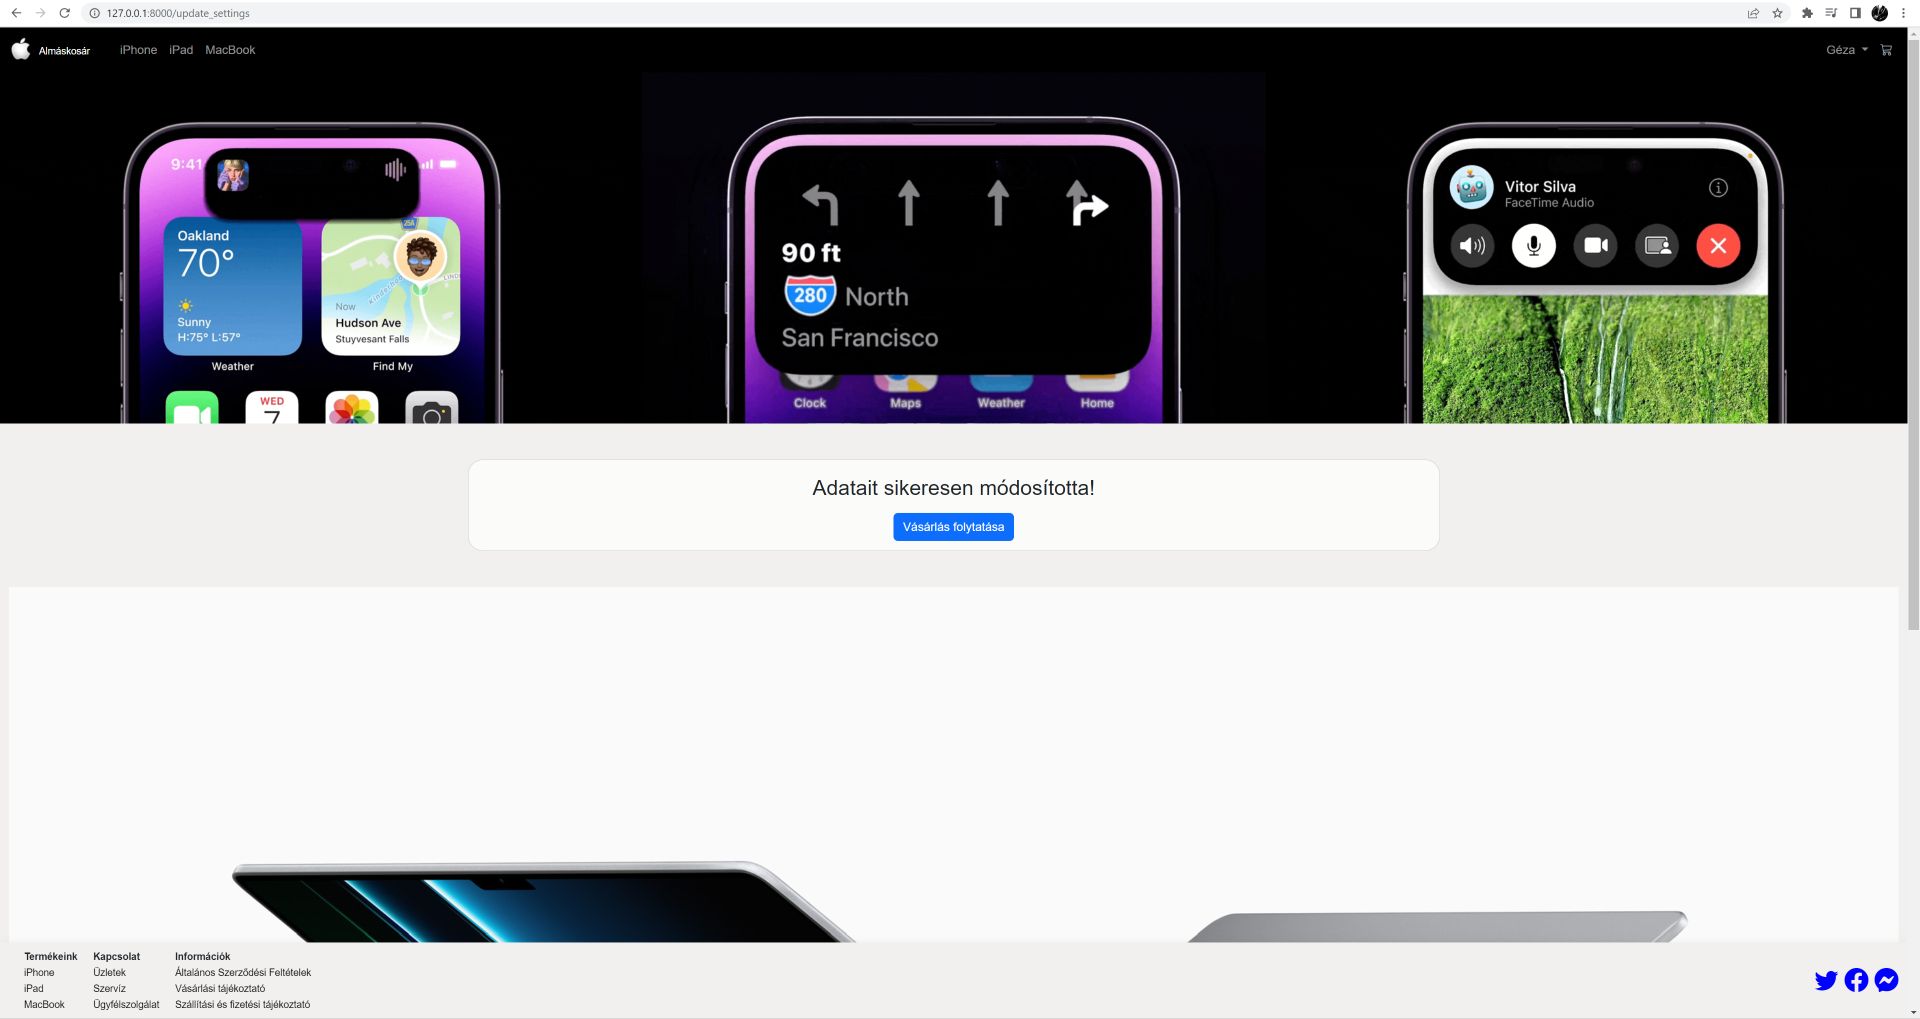 127.0.0.1:8000/update_settings
Almáskosár iPhone iPad MacBook Géza
9:41
Oakland
70°
Sunny
H:75° L:57°
Weather
25A
Now
Hudson Ave
Stuyvesant Falls
Find My
WED
7
90 ft
280 North
San Francisco
Clock Maps Weather Home
Vitor Silva
FaceTime Audio
Adatait sikeresen módosította!
Vásárlás folytatása
Termékeink Kapcsolat Információk
iPhone Üzletek Általános Szerződési Feltételek
iPad Szervíz Vásárlási tájékoztató
MacBook Ügyfélszolgálat Szállítási és fizetési tájékoztató